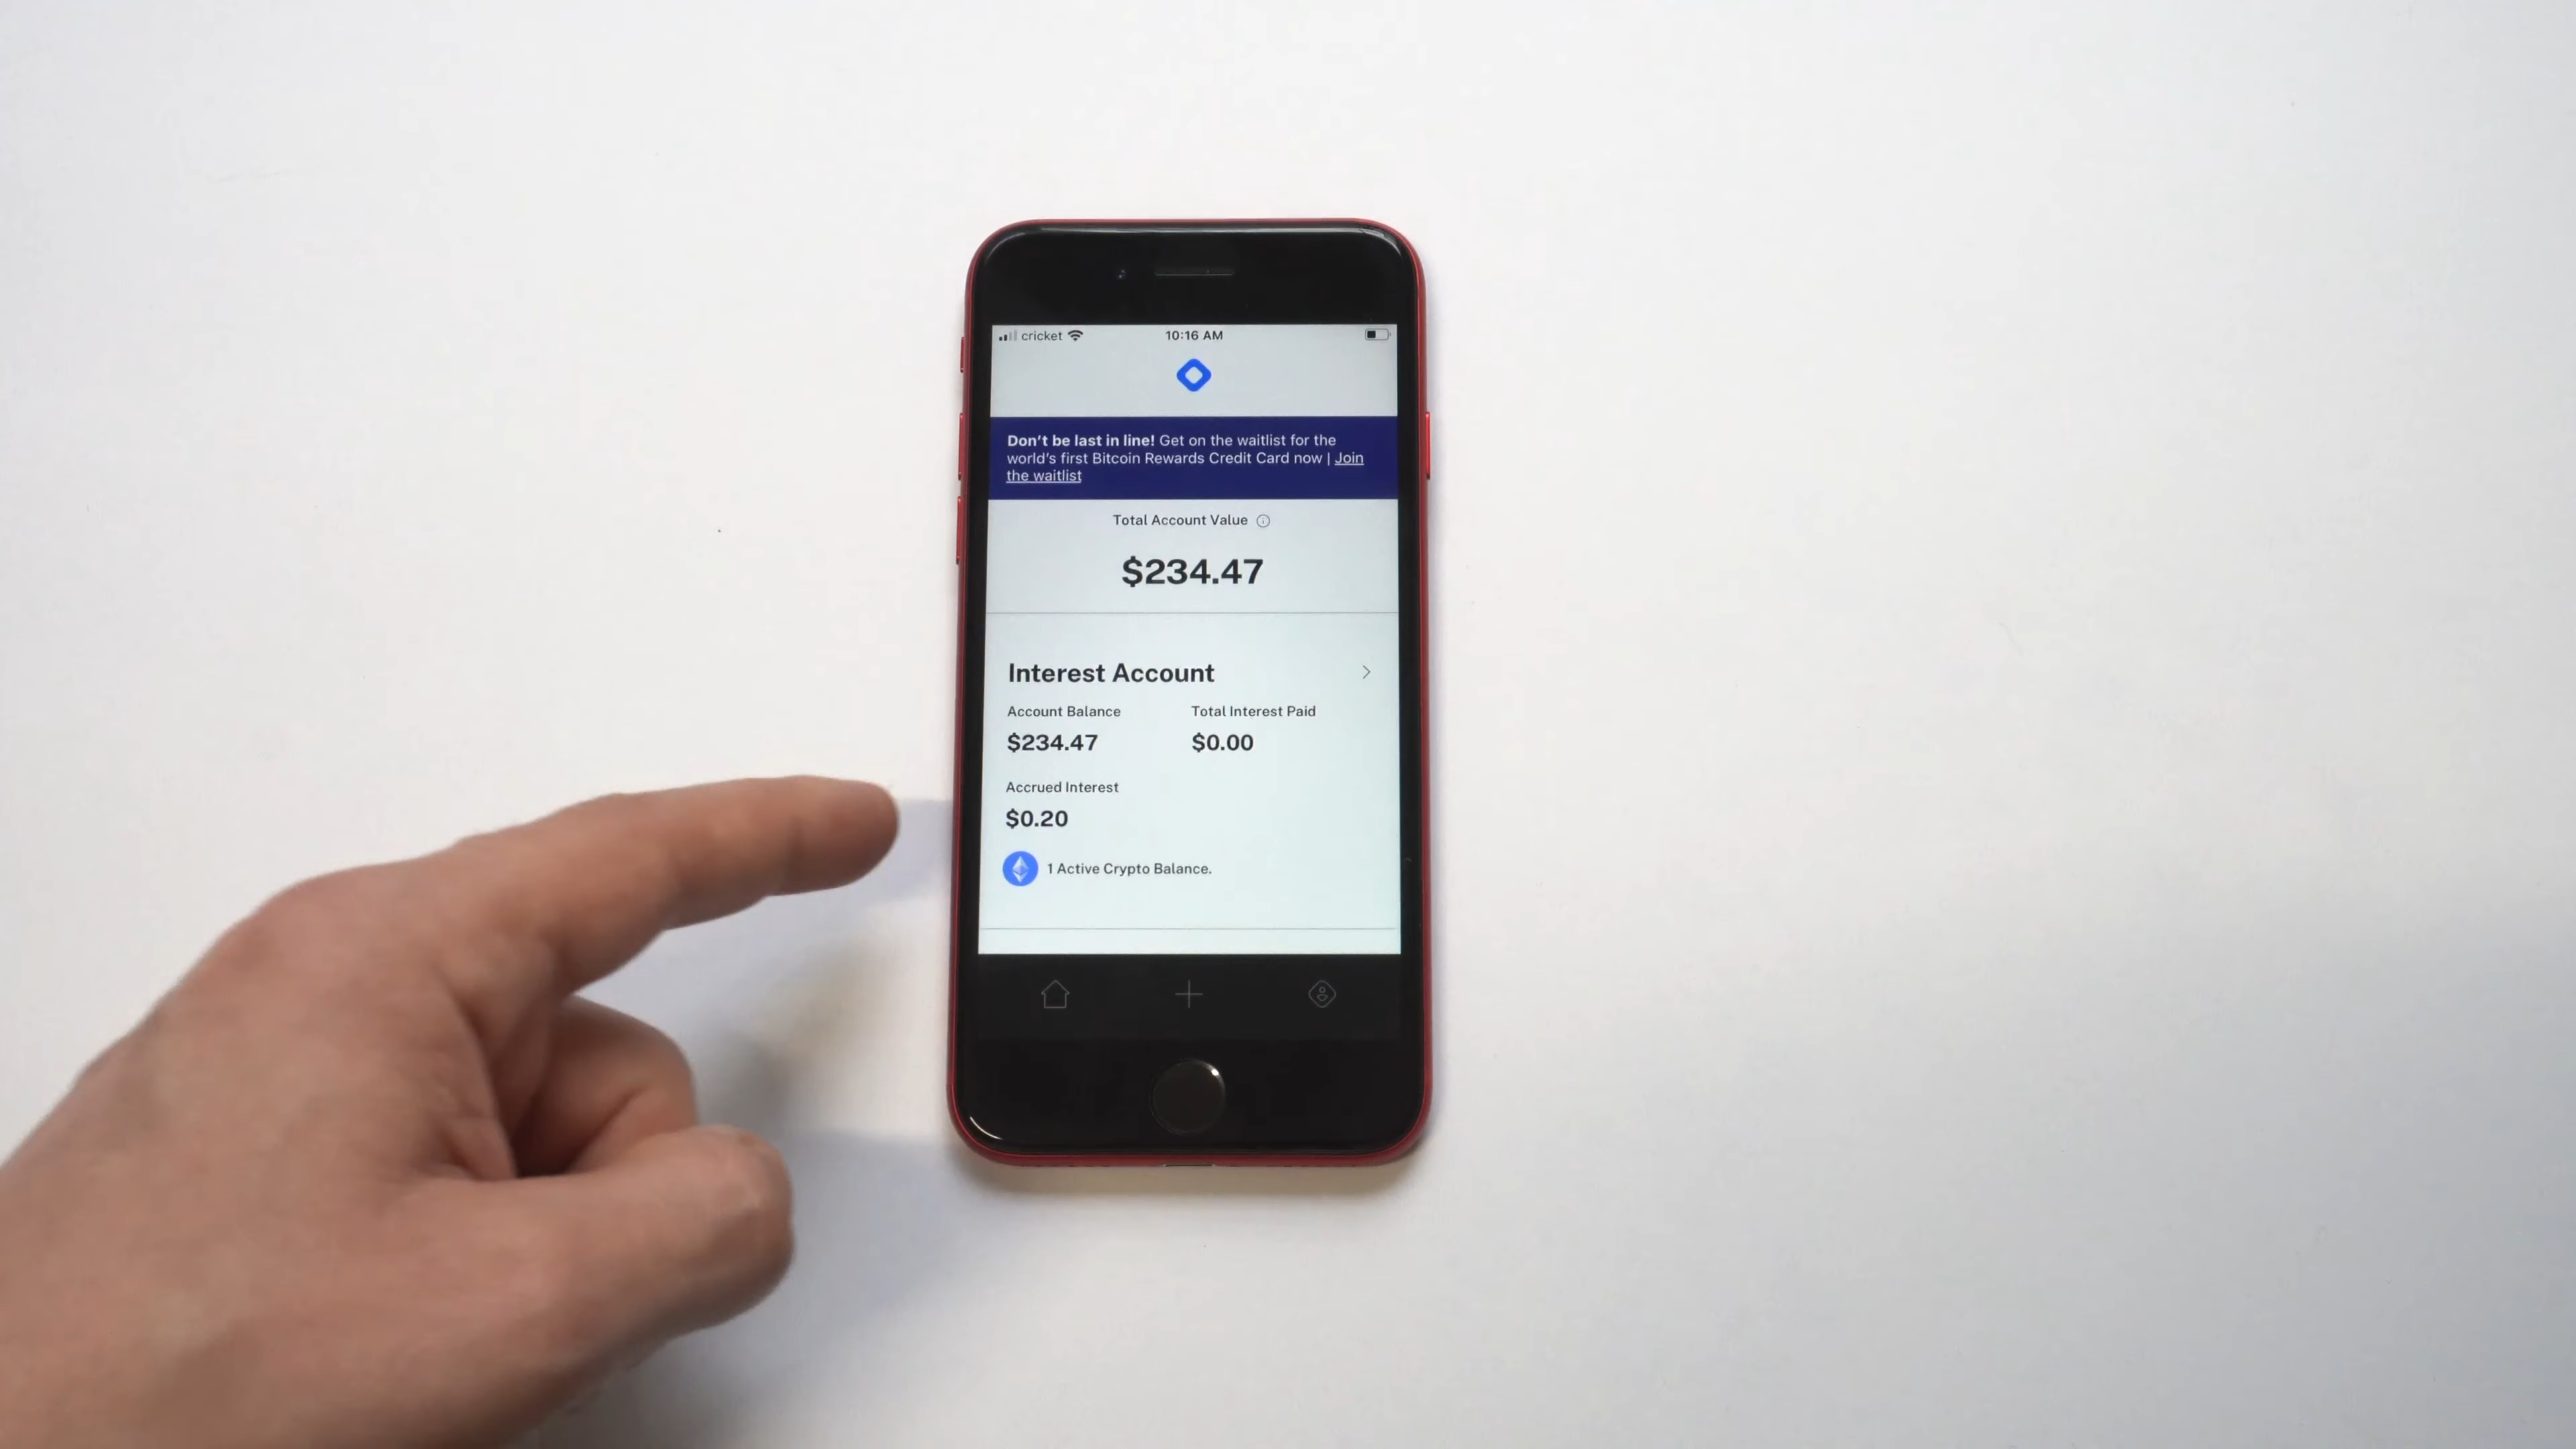 cricket
10:16 AM
Don't be last in line! Get on the waitlist for the
world's first Bitcoin Rewards Credit Card now | Join
the waitlist
Total Account Value
$234.47
Interest Account
Account Balance
Total Interest Paid
$234.47
$0.00
Accrued Interest
$0.20
1 Active Crypto Balance.